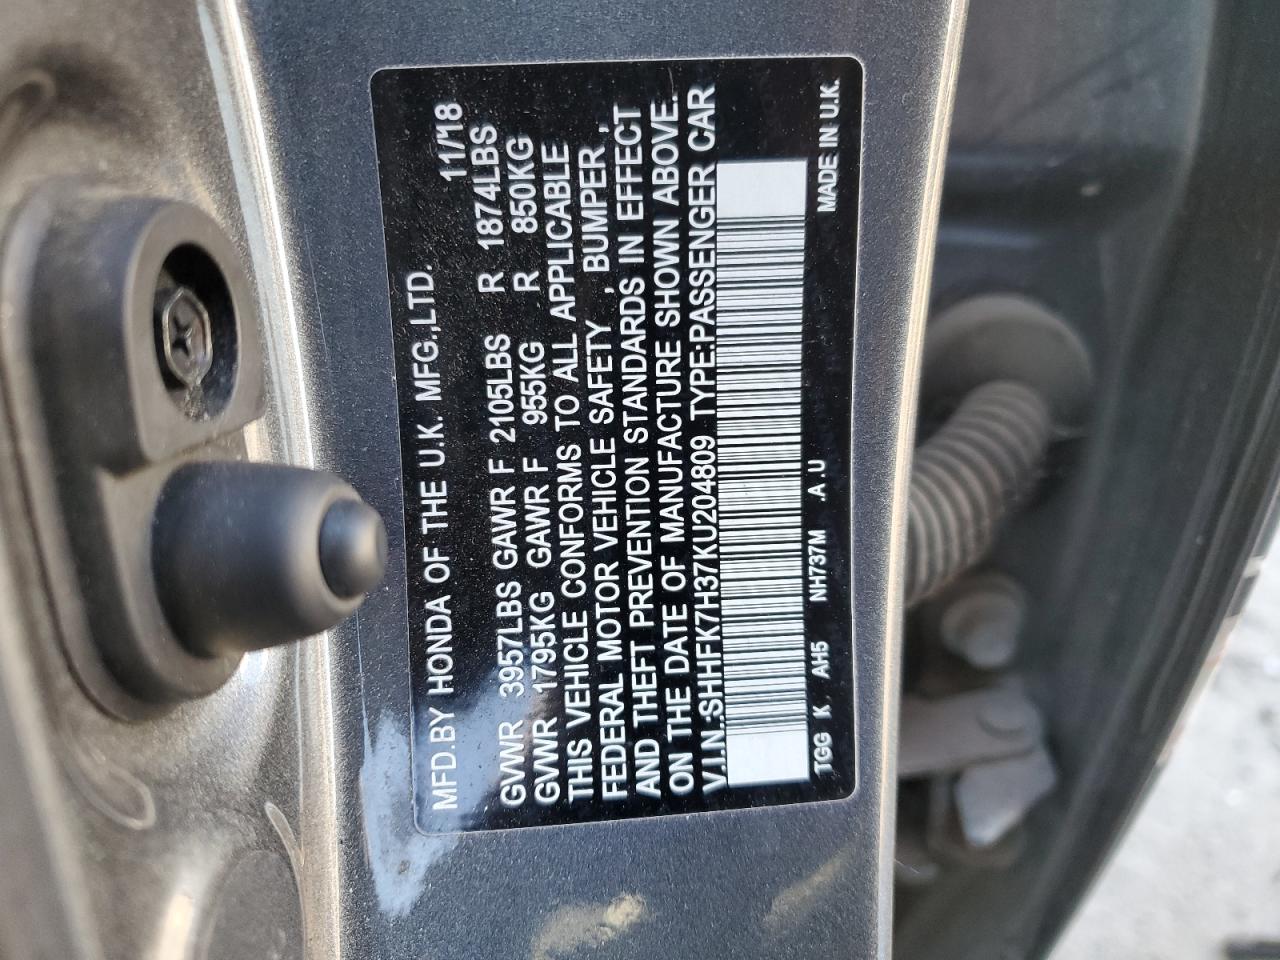 MFD.BY HONDA OF THE U.K. MFG.,LTD. 11/'18
GVWR 3957LBS GAWR F 2105LBS R 1874LBS
GVWR 1795KG GAWR F 955KG R 850KG
THIS VEHICLE CONFORMS TO ALL APPLICABLE
FEDERAL MOTOR VEHICLE SAFETY , BUMPER ,
AND THEFT PREVENTION STANDARDS IN EFFECT
ON THE DATE OF MANUFACTURE SHOWN ABOVE.
V.I.N.:SHHFK7H37KU204809 TYPE:PASSENGER CAR
TGG K AH5 NH737M .A U MADE IN U.K.